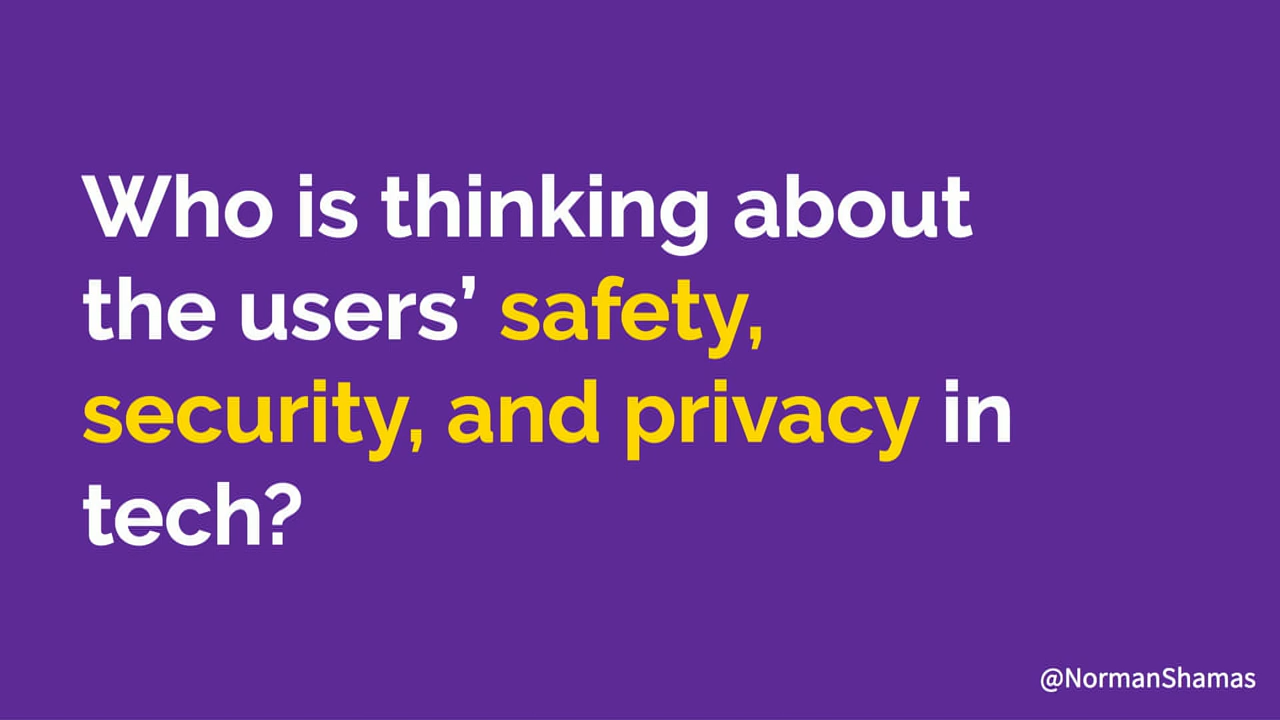 Who is thinking about
the users’ safety,
security, and privacy in
tech?
@NormanShamas